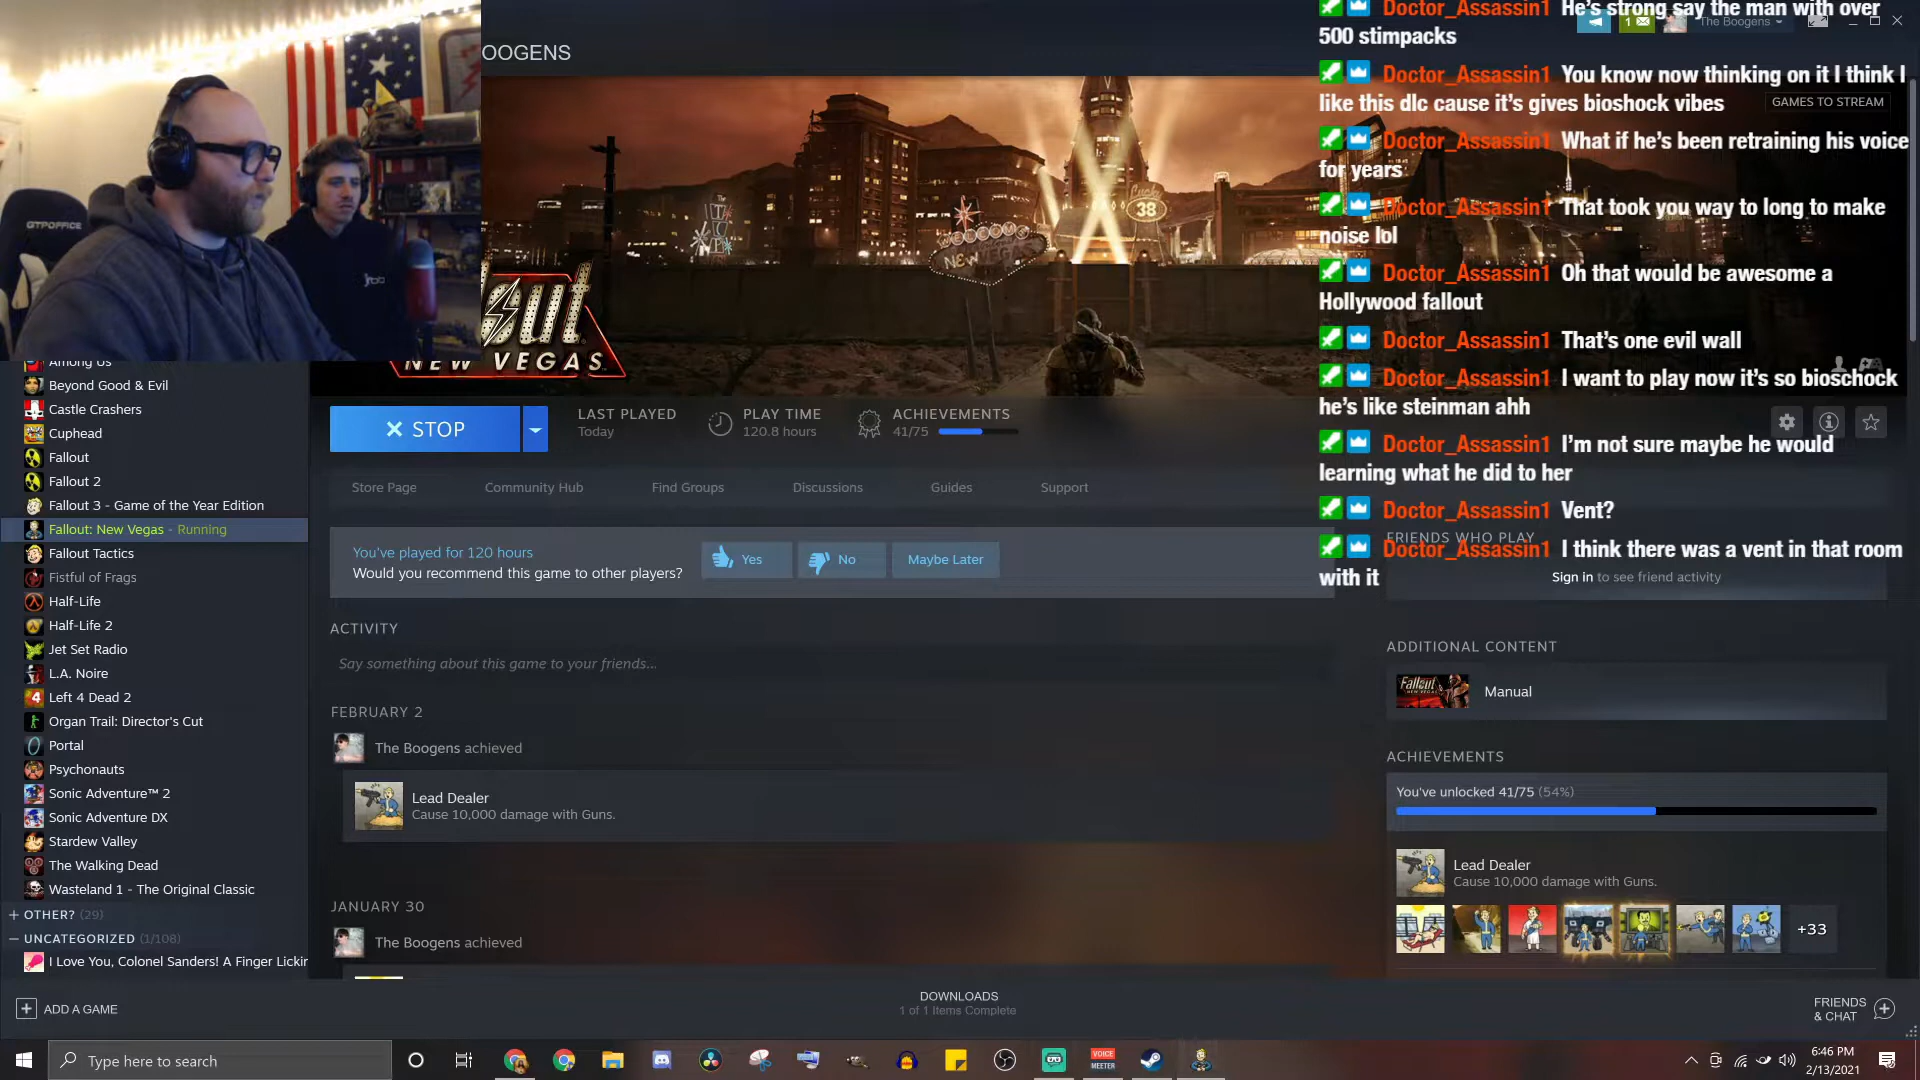 OOGENS
Doctor_Assassin1 He's strong say the man with over
500 stimpacks
1
The Boogens
Doctor_Assassin1 You know now thinking on it I think I
like this dlc cause it's gives bioshock vibes
GAMES TO STREAM
Doctor_Assassin1 What if he's been retraining his voice
for years
Doctor_Assassin1 That took you way to long to make
noise lol
Doctor_Assassin1 Oh that would be awesome a
Hollywood fallout
Doctor_Assassin1 That's one evil wall
Doctor_Assassin1 I want to play now it's so bioschock
he's like steinman ahh
Doctor_Assassin1 I'm not sure maybe he would
learning what he did to her
Doctor_Assassin1 Vent?
Doctor_Assassin1 I think there was a vent in that room
with it
GTPOFFICE
Lucky
38
WELCOME
NEW
out
NEW VEGAS
STOP
LAST PLAYED
Today
PLAY TIME
120.8 hours
ACHIEVEMENTS
41/75
Store Page
Community Hub
Find Groups
Discussions
Guides
Support
You've played for 120 hours
Would you recommend this game to other players?
Yes
No
Maybe Later
ACTIVITY
Say something about this game to your friends...
FEBRUARY 2
The Boogens achieved
Lead Dealer
Cause 10,000 damage with Guns.
JANUARY 30
The Boogens achieved
FRIENDS WHO PLAY
Sign in to see friend activity
ADDITIONAL CONTENT
Fallout
Manual
ACHIEVEMENTS
You've unlocked 41/75 (54%)
Lead Dealer
Cause 10,000 damage with Guns.
+33
Among Us
Beyond Good & Evil
Castle Crashers
Cuphead
Fallout
Fallout 2
Fallout 3 - Game of the Year Edition
Fallout: New Vegas - Running
Fallout Tactics
Fistful of Frags
Half-Life
Half-Life 2
Jet Set Radio
L.A. Noire
Left 4 Dead 2
Organ Trail: Director's Cut
Portal
Psychonauts
Sonic Adventure™ 2
Sonic Adventure DX
Stardew Valley
The Walking Dead
Wasteland 1 - The Original Classic
+ OTHER? (29)
– UNCATEGORIZED (1/108)
I Love You, Colonel Sanders! A Finger Lickin
ADD A GAME
DOWNLOADS
1 of 1 Items Complete
FRIENDS
& CHAT
Type here to search
VOICE
MEETER
6:46 PM
2/13/2021